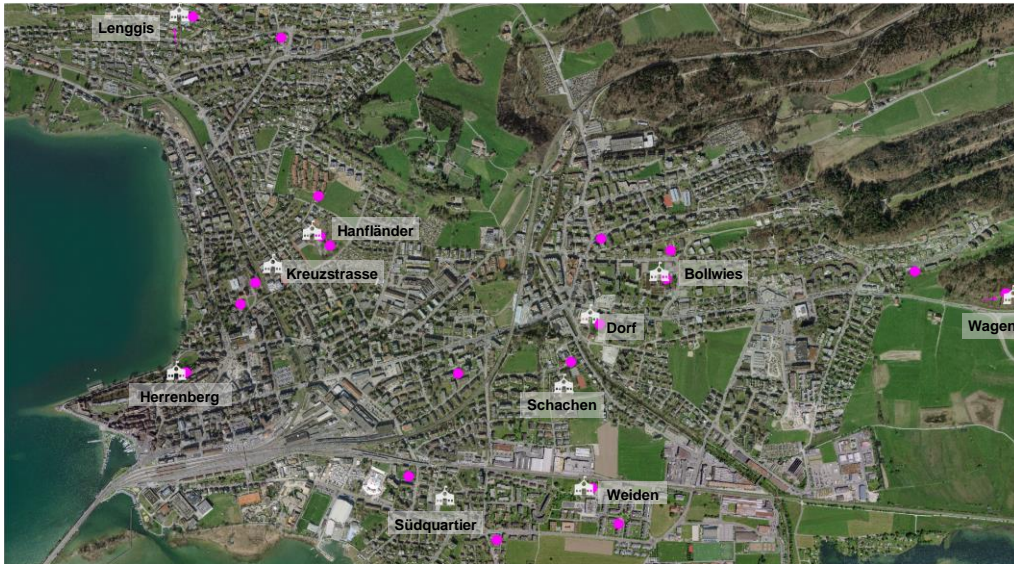 Lenggis
Hanfländer
Kreuzstrasse
Bollwies
Wagen
Dorf
Herrenberg
Schachen
Weiden
Südquartier